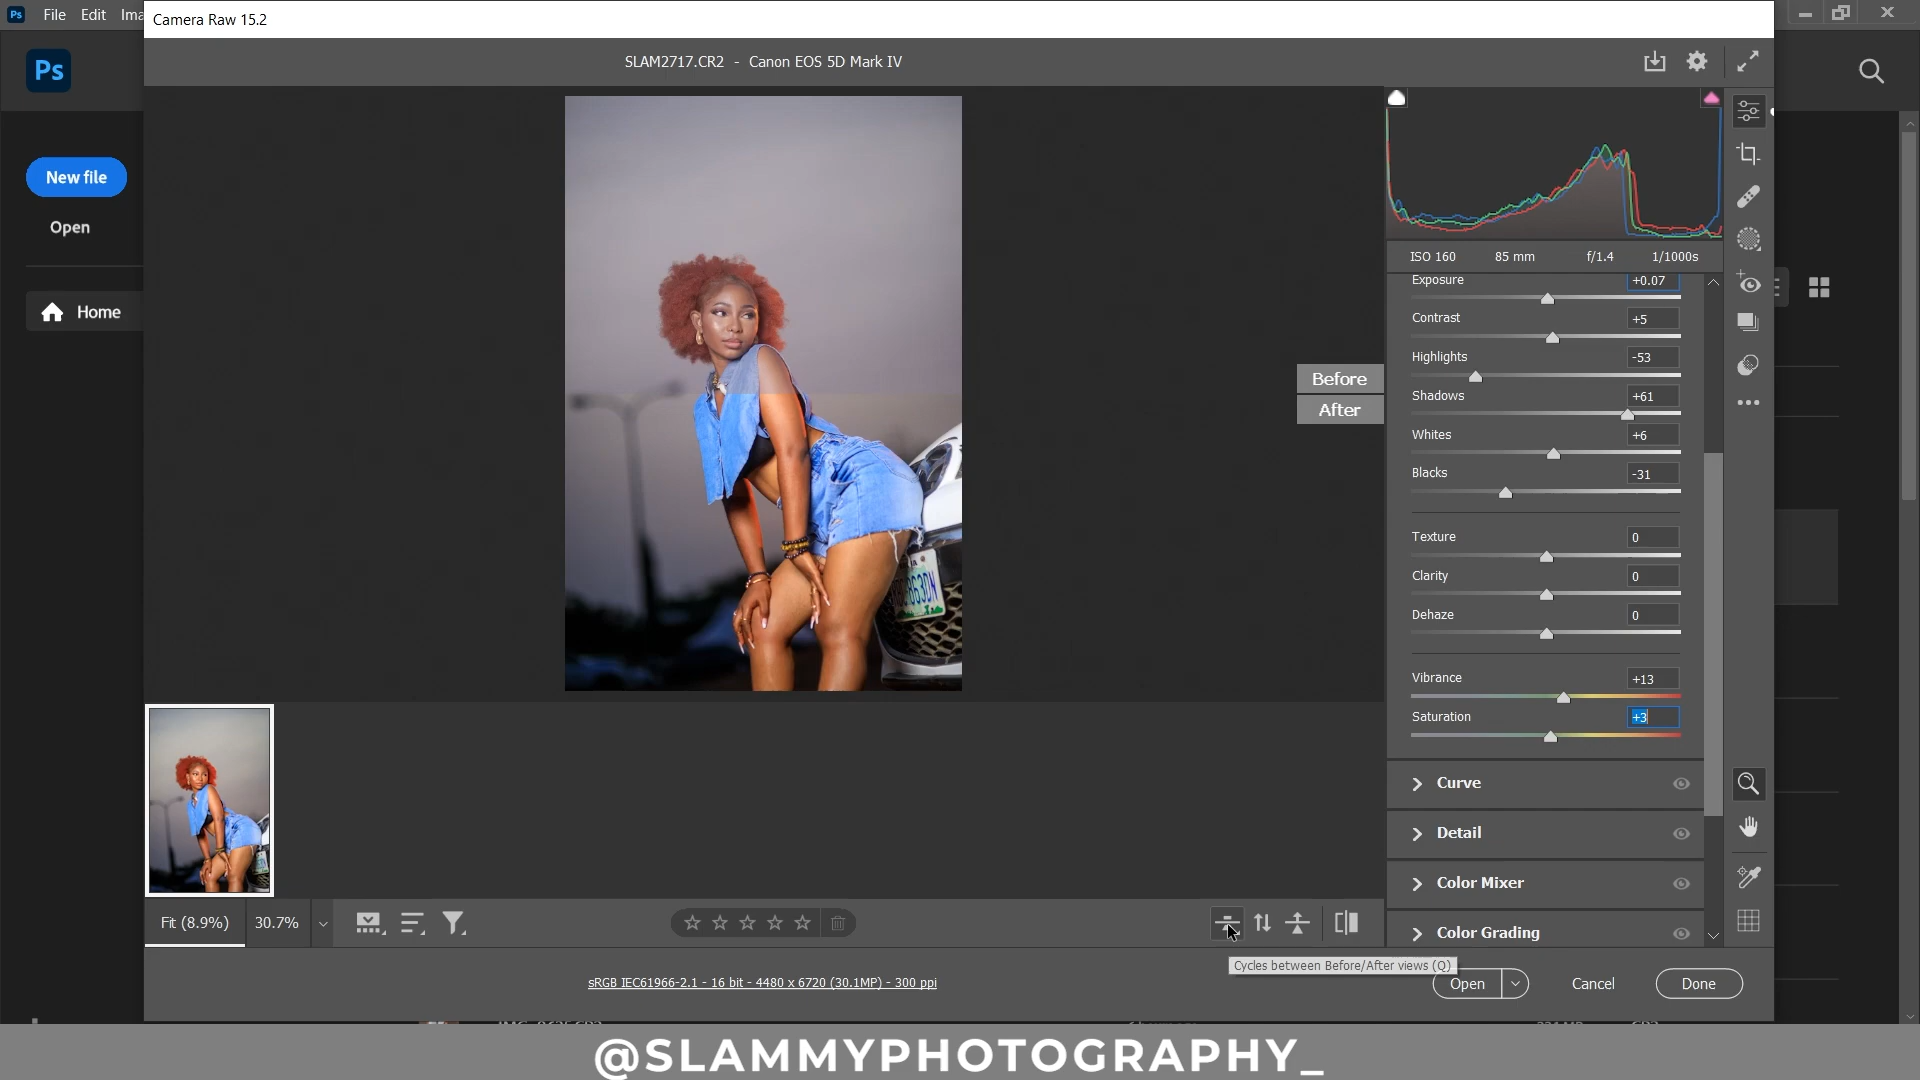 Ps File Edit Ima
Camera Raw 15.2
SLAM2717.CR2 - Canon EOS 5D Mark IV
Ps
New file
Open
Home
ISO 160 85 mm f/1.4 1/1000s
Exposure +0.07
Contrast +5
Highlights -53
Shadows +61
Whites +6
Blacks -31
Texture 0
Clarity 0
Dehaze 0
Vibrance +13
Saturation +3
Before
After
Curve
Detail
Color Mixer
Color Grading
Fit (8.9%) 30.7%
Cycles between Before/After views (Q)
sRGB IEC61966-2.1 - 16 bit - 4480 x 6720 (30.1MP) - 300 ppi
Open Cancel Done
@SLAMMYPHOTOGRAPHY_